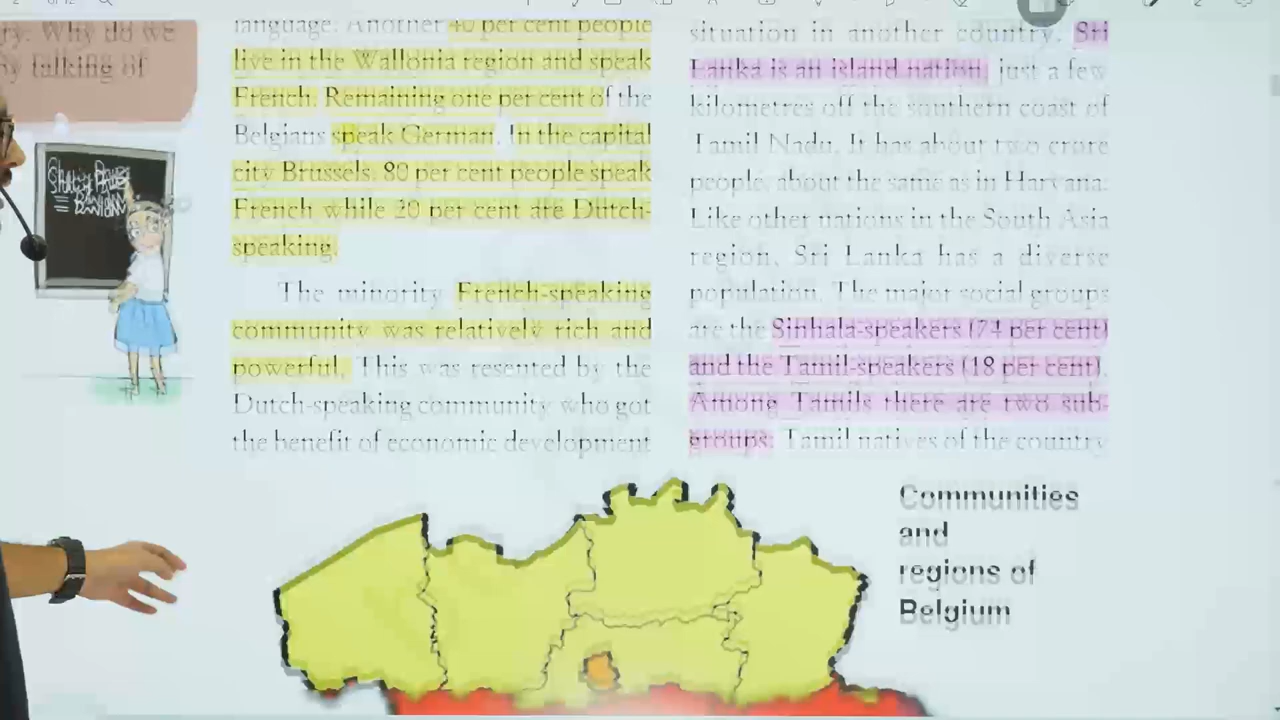 ry. Why do we
by talking of
language. Another 40 per cent people
live in the Wallonia region and speak
French. Remaining one per cent of the
Belgians speak German. In the capital
city Brussels, 80 per cent people speak
French while 20 per cent are Dutch-
speaking.
The minority French-speaking
community was relatively rich and
powerful. This was resented by the
Dutch-speaking community who got
the benefit of economic development
situation in another country. Sri
Lanka is an island nation, just a few
kilometres off the southern coast of
Tamil Nadu. It has about two crore
people, about the same as in Haryana.
Like other nations in the South Asia
region, Sri Lanka has a diverse
population. The major social groups
are the Sinhala-speakers (74 per cent)
and the Tamil-speakers (18 per cent).
Among Tamils there are two sub-
groups. Tamil natives of the country
Communities
and
regions of
Belgium